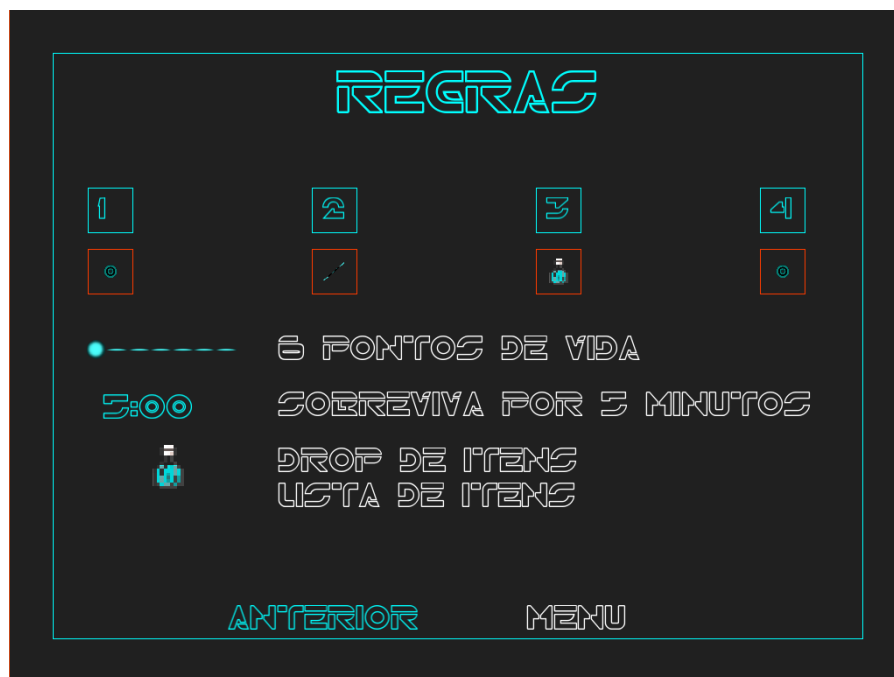 REGRAS
1 2 3 4
6 PONTOS DE VIDA
5:00 SOBREVIVA POR 5 MINUTOS
DROP DE ITENS
LISTA DE ITENS
ANTERIOR MENU